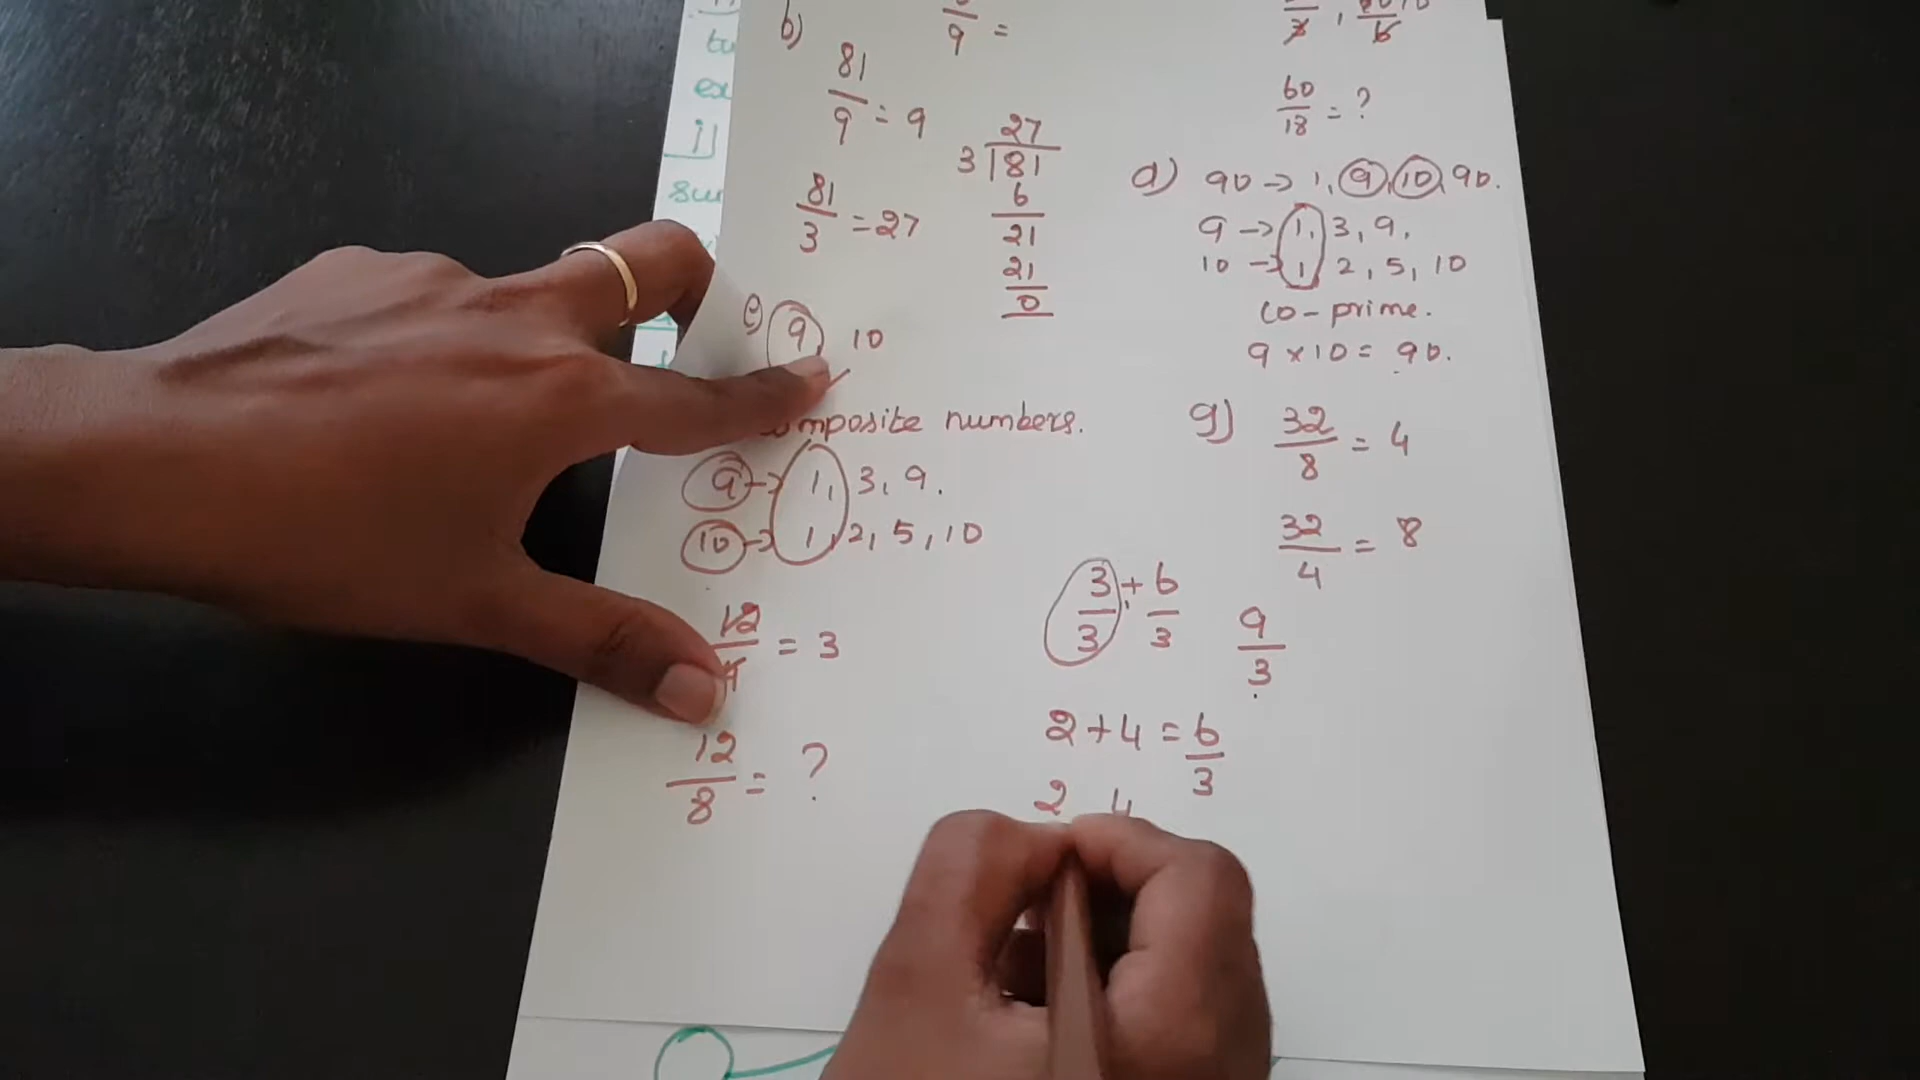 b)
9 =
81
9 = 9
27
3 81
6
21
21
0
81
3 = 27
e) 9, 10
composite numbers.
9 → 1, 3, 9.
10 → 1, 2, 5, 10
12
4 = 3
12
8 = ?
60
18 = ?
d) 90 → 1, 9, 10, 90.
9 → 1, 3, 9,
10 → 1, 2, 5, 10
co-prime.
9 × 10 = 90.
g) 32
8 = 4
32
4 = 8
3 + 6
3 3
9
3
2 + 4 = 6
3
2 4